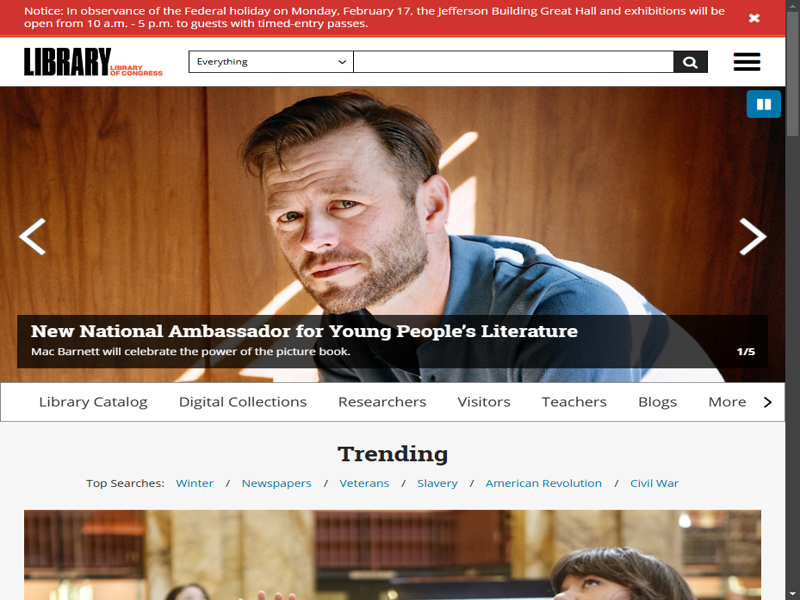 Notice: In observance of the Federal holiday on Monday, February 17, the Jefferson Building Great Hall and exhibitions will be
open from 10 a.m. - 5 p.m. to guests with timed-entry passes.
LIBRARY LIBRARY
OF CONGRESS
Everything
New National Ambassador for Young People's Literature
Mac Barnett will celebrate the power of the picture book.
1/5
Library Catalog Digital Collections Researchers Visitors Teachers Blogs More
Trending
Top Searches: Winter / Newspapers / Veterans / Slavery / American Revolution / Civil War